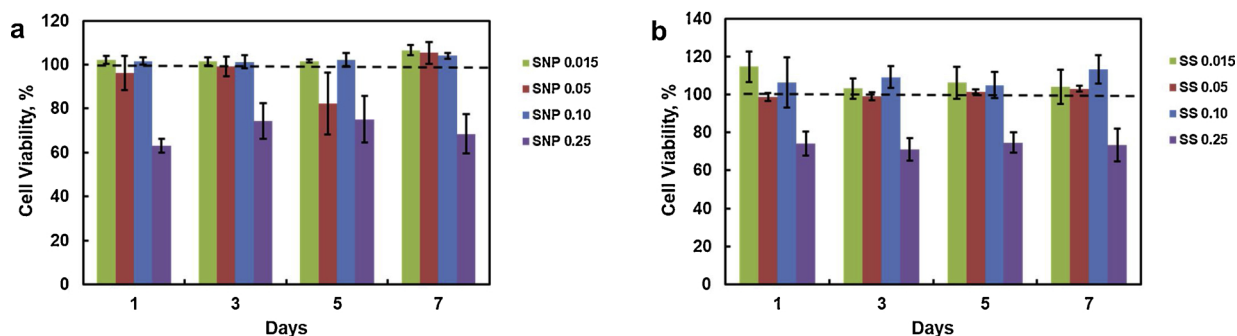 a
120
100
80
60
40
20
0
Cell Viability, %
1 3 5 7
Days
SNP 0.015
SNP 0.05
SNP 0.10
SNP 0.25
b
140
120
100
80
60
40
20
0
Cell Viability, %
1 3 5 7
Days
SS 0.015
SS 0.05
SS 0.10
SS 0.25